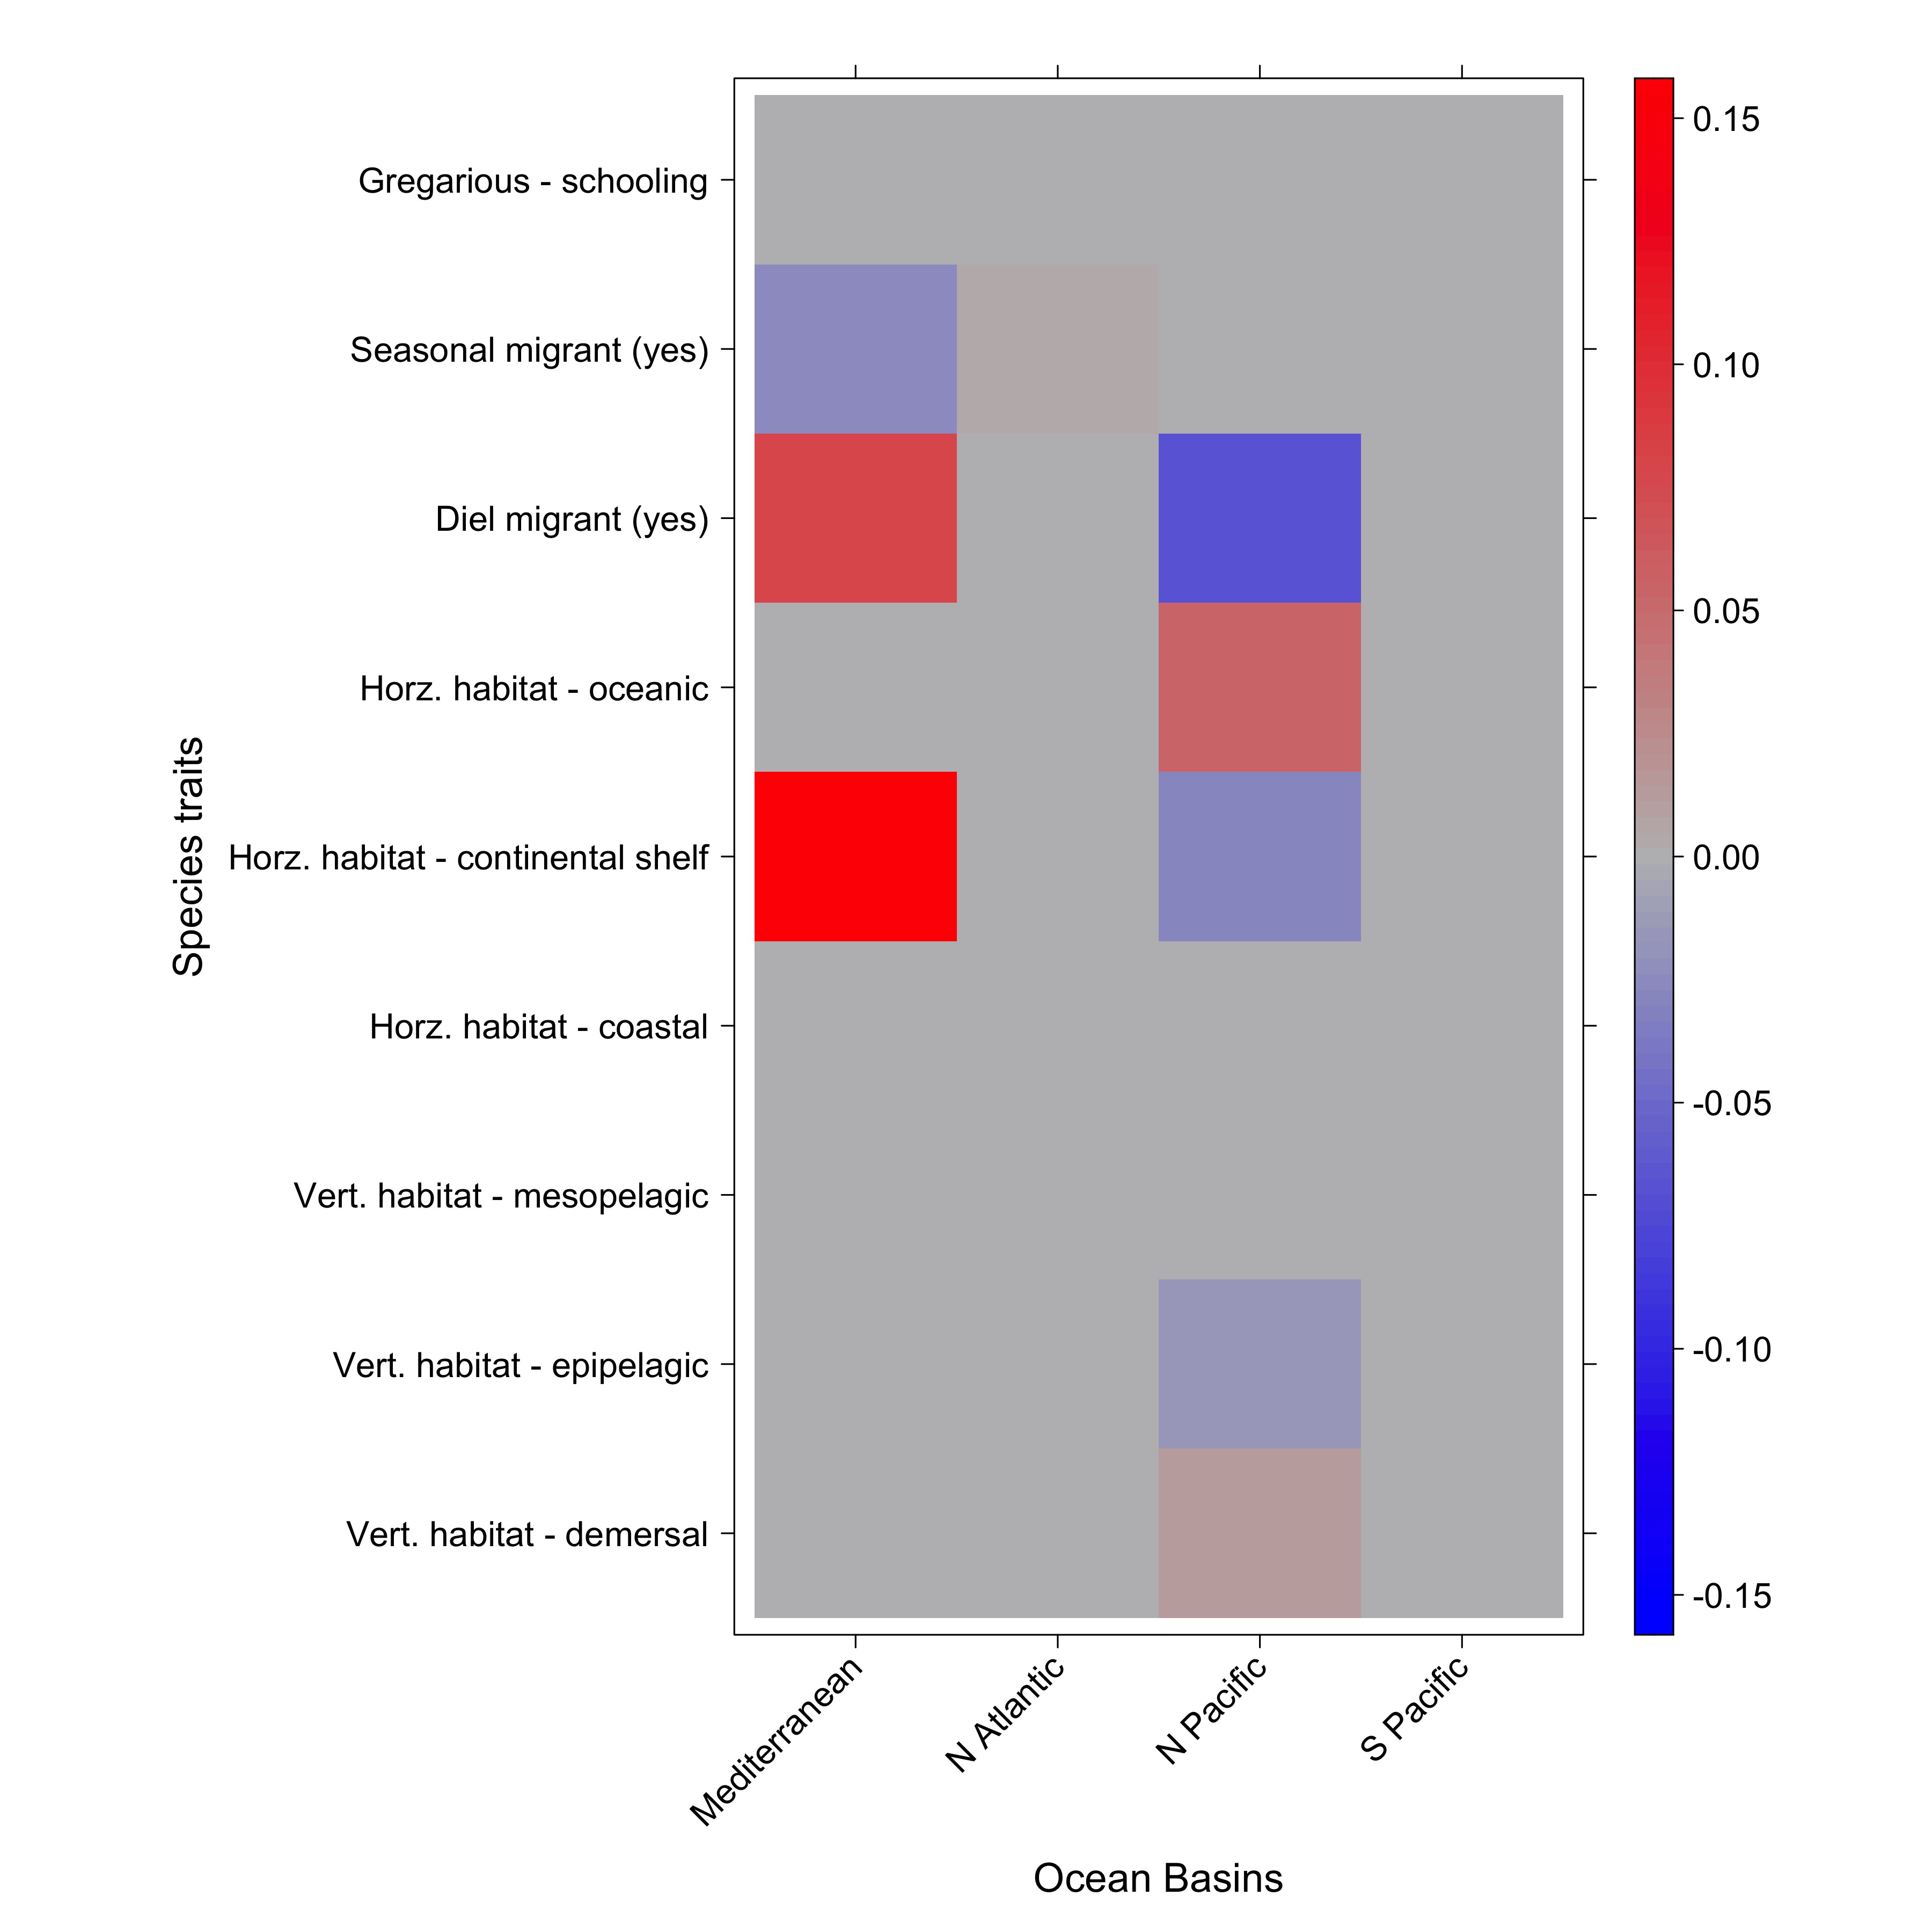 Gregarious - schooling
Seasonal migrant (yes)
Diel migrant (yes)
Horz. habitat - oceanic
Horz. habitat - continental shelf
Horz. habitat - coastal
Vert. habitat - mesopelagic
Vert. habitat - epipelagic
Vert. habitat - demersal
Species traits
Mediterranean
N Atlantic
N Pacific
S Pacific
Ocean Basins
0.15
0.10
0.05
0.00
-0.05
-0.10
-0.15